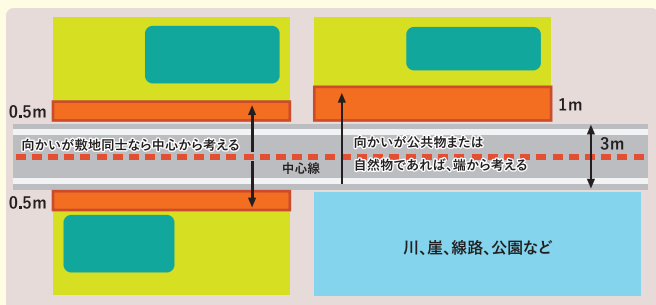 0.5m
向かいが敷地同士なら中心から考える
中心線
0.5m
向かいが公共物または
自然物であれば、端から考える
1m
3m
川、崖、線路、公園など